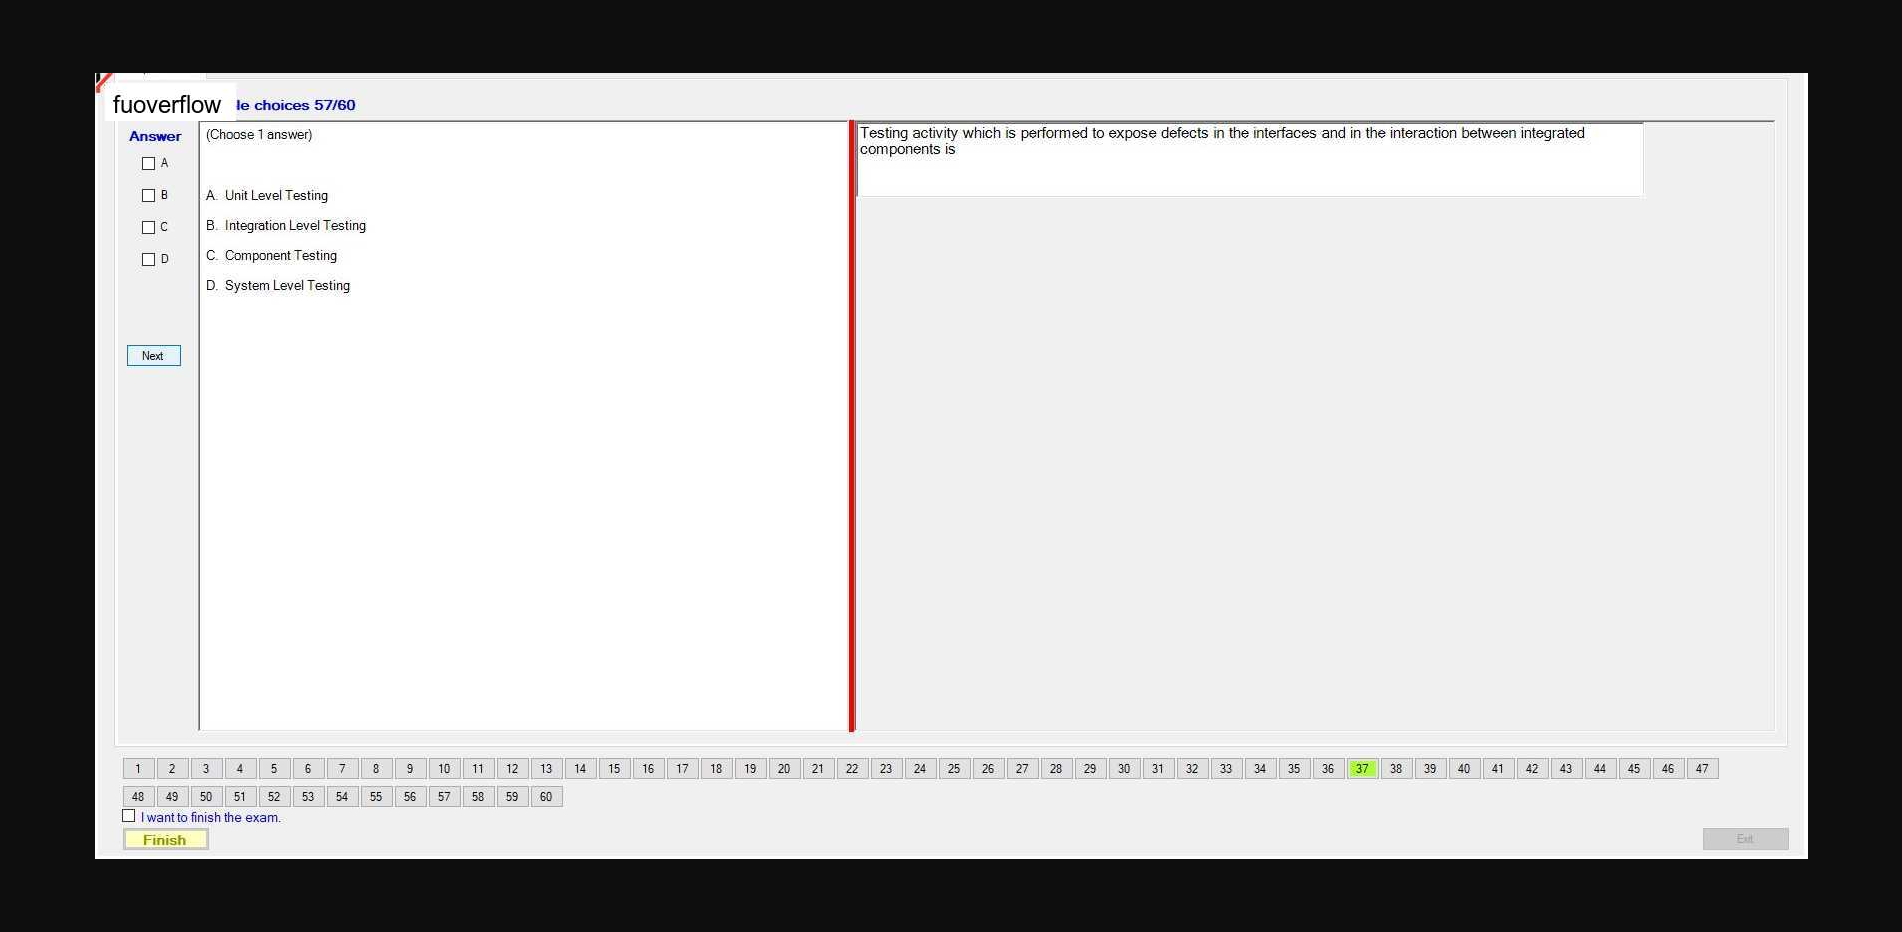 fuoverflow
le choices 57/60
Answer
(Choose 1 answer)
A
B
C
D
A. Unit Level Testing
B. Integration Level Testing
C. Component Testing
D. System Level Testing
Next
Testing activity which is performed to expose defects in the interfaces and in the interaction between integrated
components is
1 2 3 4 5 6 7 8 9 10 11 12 13 14 15 16 17 18 19 20 21 22 23 24 25 26 27 28 29 30 31 32 33 34 35 36 37 38 39 40 41 42 43 44 45 46 47
48 49 50 51 52 53 54 55 56 57 58 59 60
I want to finish the exam.
Finish
Exit